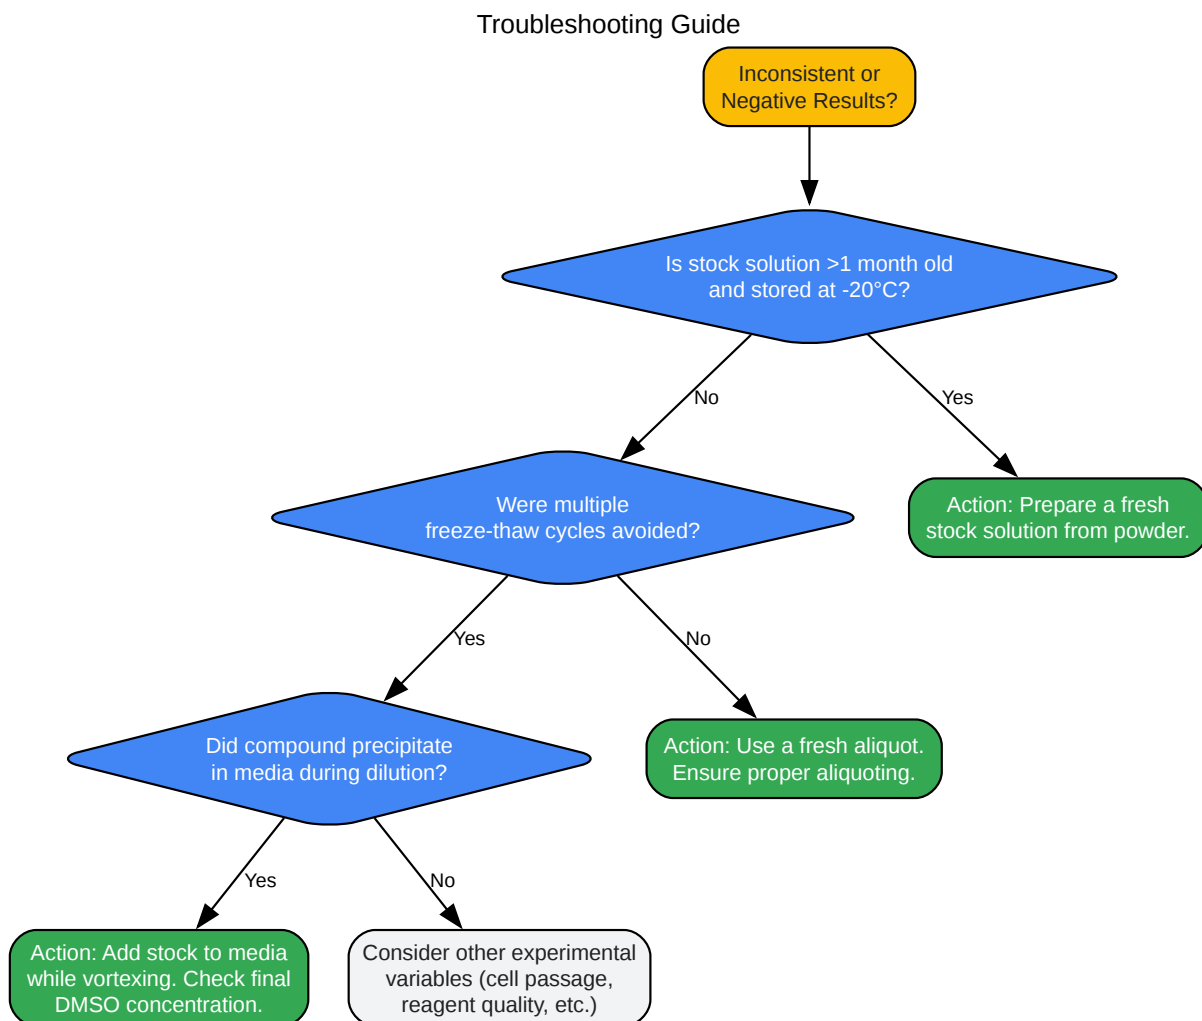 Troubleshooting Guide
Inconsistent or
Negative Results?
Is stock solution >1 month old
and stored at -20°C?
No
Yes
Were multiple
freeze-thaw cycles avoided?
Action: Prepare a fresh
stock solution from powder.
Yes
No
Did compound precipitate
in media during dilution?
Action: Use a fresh aliquot.
Ensure proper aliquoting.
Yes
No
Action: Add stock to media
while vortexing. Check final
DMSO concentration.
Consider other experimental
variables (cell passage,
reagent quality, etc.)